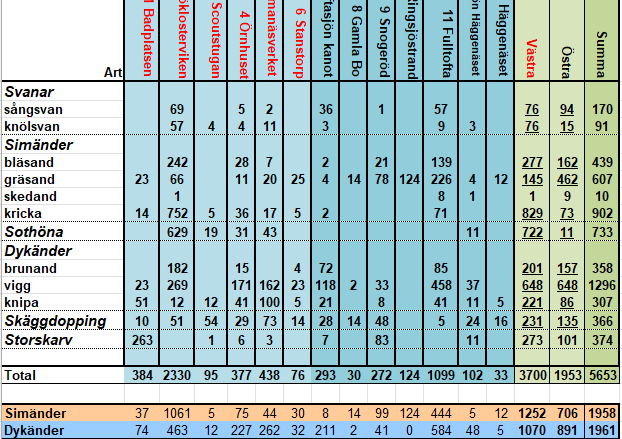 Art 1 Badplatsen öklosterviken Scoutstugan 4 Örnhuset manäsverket 6 Stanstorp sjön kanot 8 Gamla Bo 9 Snogeröd ingsjöstrand 11 Fulltofta ön Häggenäset Häggenäset Västra Östra Summa
Svanar
sångsvan 69 5 2 36 1 57 76 94 170
knölsvan 57 4 4 11 3 9 3 76 15 91
Simänder
bläsand 242 28 7 2 21 139 277 162 439
gräsand 23 66 11 20 25 4 14 78 124 226 4 12 145 462 607
skedand 1 8 1 1 9 10
kricka 14 752 5 36 17 5 2 71 829 73 902
Sothöna 629 19 31 43 11 722 11 733
Dykänder
brunand 182 15 4 72 85 201 157 358
vigg 23 269 171 162 23 118 2 33 458 37 648 648 1296
knipa 51 12 12 41 100 5 21 8 41 11 5 221 86 307
Skäggdopping 10 51 54 29 73 14 28 14 48 5 24 16 231 135 366
Storskarv 263 1 6 3 7 83 11 273 101 374
Total 384 2330 95 377 438 76 293 30 272 124 1099 102 33 3700 1953 5653
Simänder 37 1061 5 75 44 30 8 14 99 124 444 5 12 1252 706 1958
Dykänder 74 463 12 227 262 32 211 2 41 0 584 48 5 1070 891 1961